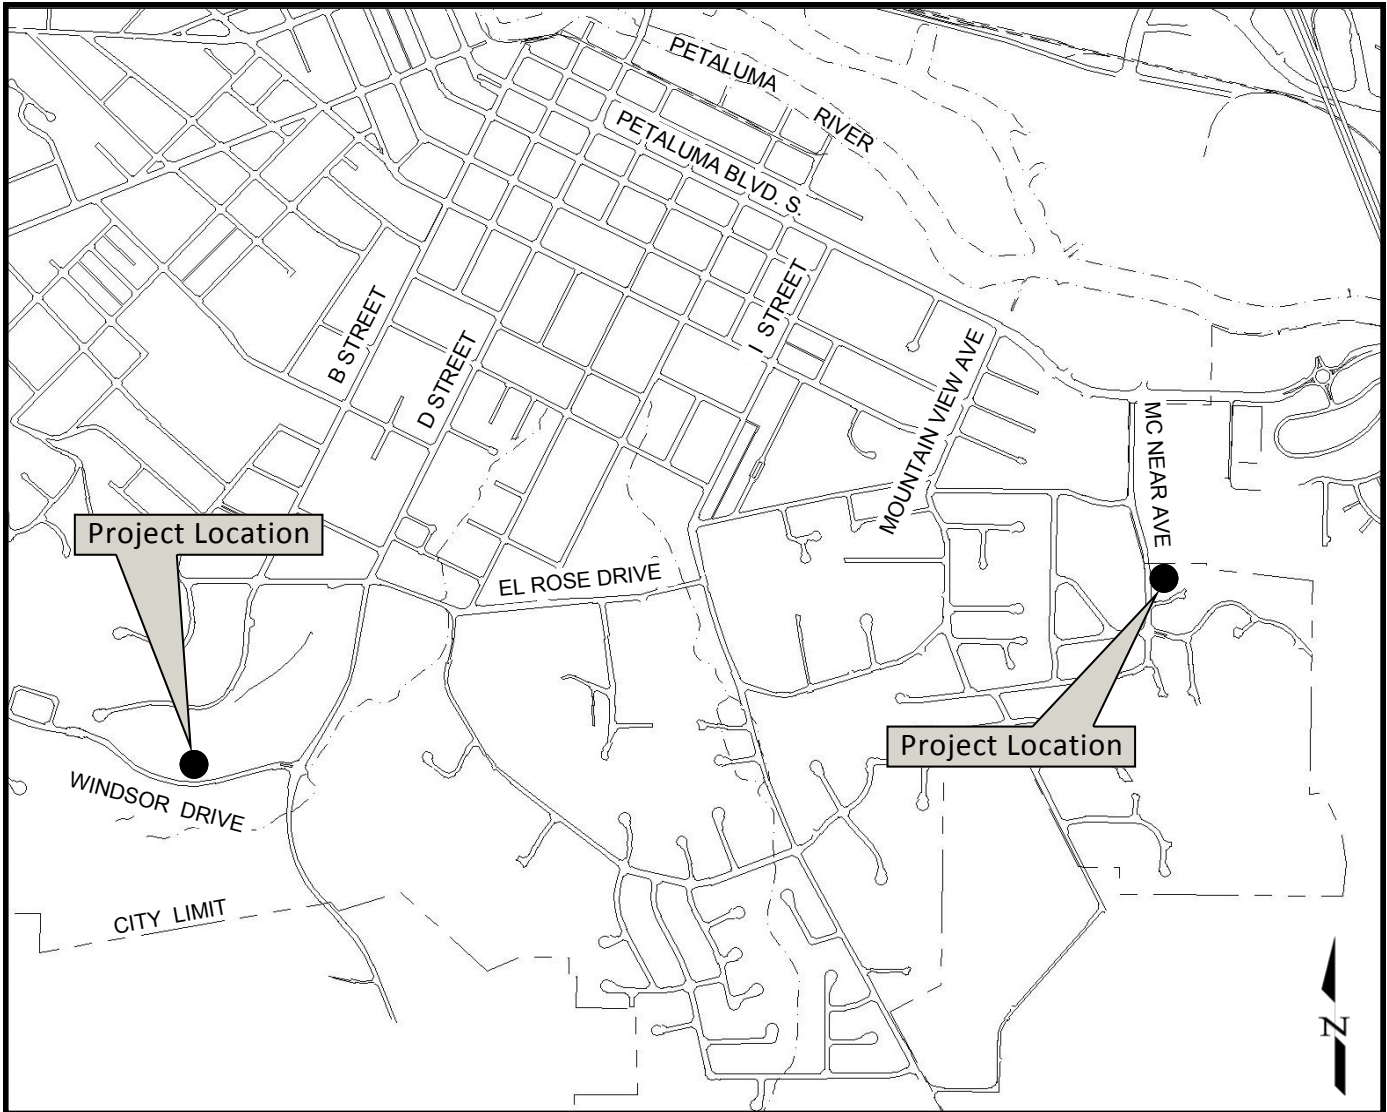 PETALUMA
RIVER
PETALUMA BLVD. S.
I STREET
B STREET
D STREET
MOUNTAIN VIEW AVE
MC NEAR AVE
Project Location
EL ROSE DRIVE
Project Location
WINDSOR DRIVE
CITY LIMIT
N